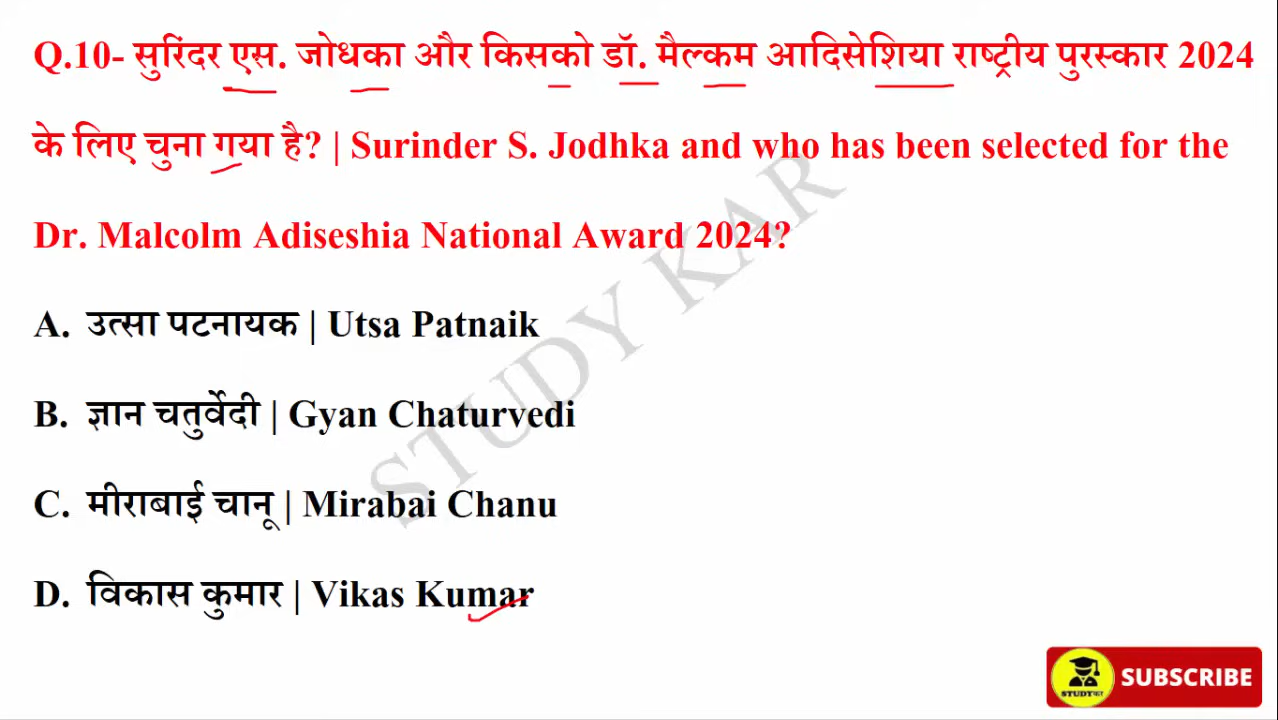 Q.10- सुरिंदर एस. जोधका और किसको डॉ. मैल्कम आदिसेशिया राष्ट्रीय पुरस्कार 2024
के लिए चुना गया है? | Surinder S. Jodhka and who has been selected for the
Dr. Malcolm Adiseshia National Award 2024?
A. उत्सा पटनायक | Utsa Patnaik
B. ज्ञान चतुर्वेदी | Gyan Chaturvedi
C. मीराबाई चानू | Mirabai Chanu
D. विकास कुमार | Vikas Kumar
STUDY KAR
STUDYकर SUBSCRIBE